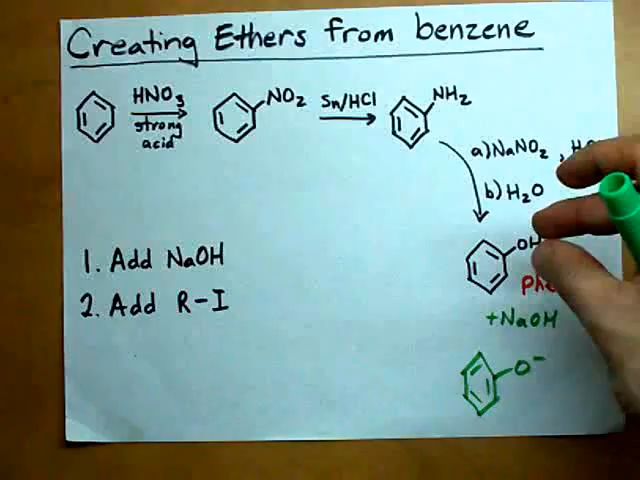 Creating Ethers from benzene
HNO3
strong
acid
NO2
Sn/HCl
NH2
a) NaNO2,
b) H2O
OH
1. Add NaOH
2. Add R-I
+NaOH
O-